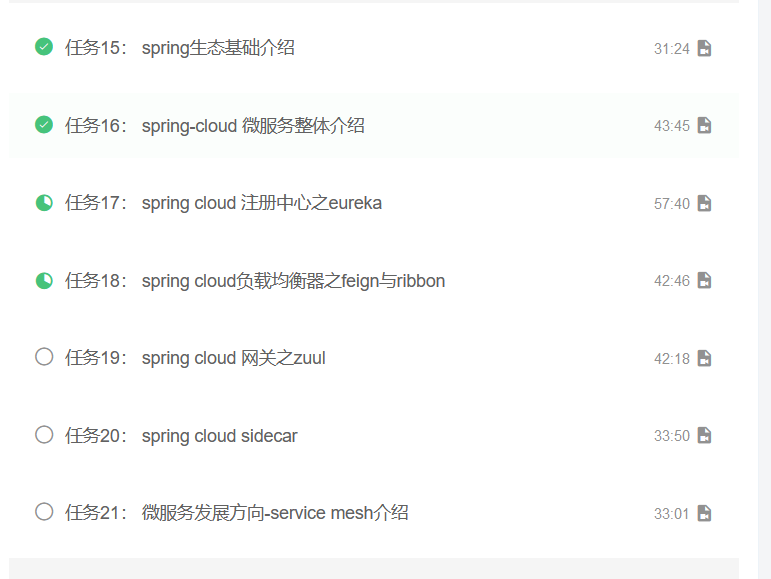 任务15： spring生态基础介绍 31:24
任务16： spring-cloud 微服务整体介绍 43:45
任务17： spring cloud 注册中心之eureka 57:40
任务18： spring cloud负载均衡器之feign与ribbon 42:46
任务19： spring cloud 网关之zuul 42:18
任务20： spring cloud sidecar 33:50
任务21： 微服务发展方向-service mesh介绍 33:01